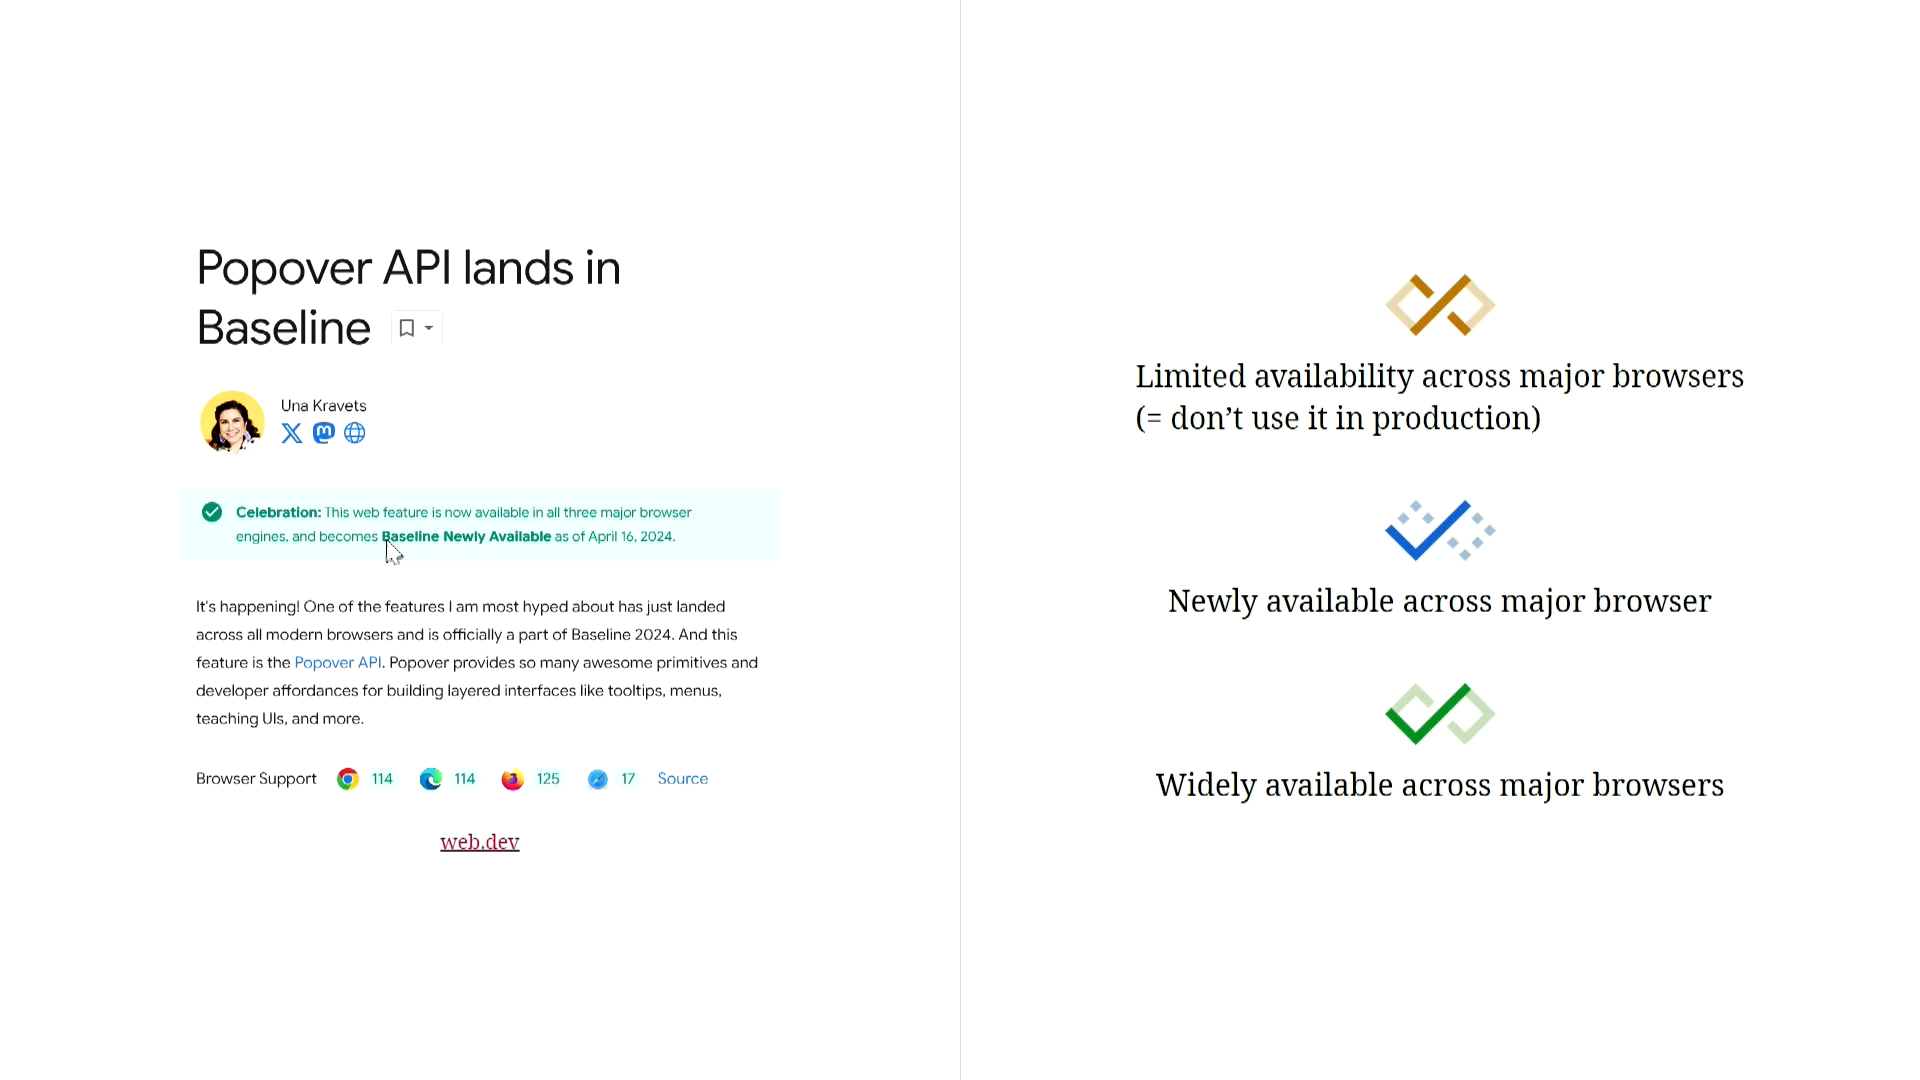 Popover API lands in
Baseline
Una Kravets
Celebration: This web feature is now available in all three major browser
engines, and becomes Baseline Newly Available as of April 16, 2024.
It's happening! One of the features I am most hyped about has just landed
across all modern browsers and is officially a part of Baseline 2024. And this
feature is the Popover API. Popover provides so many awesome primitives and
developer affordances for building layered interfaces like tooltips, menus,
teaching UIs, and more.
Browser Support 114 114 125 17 Source
web.dev
Limited availability across major browsers
(= don’t use it in production)
Newly available across major browser
Widely available across major browsers